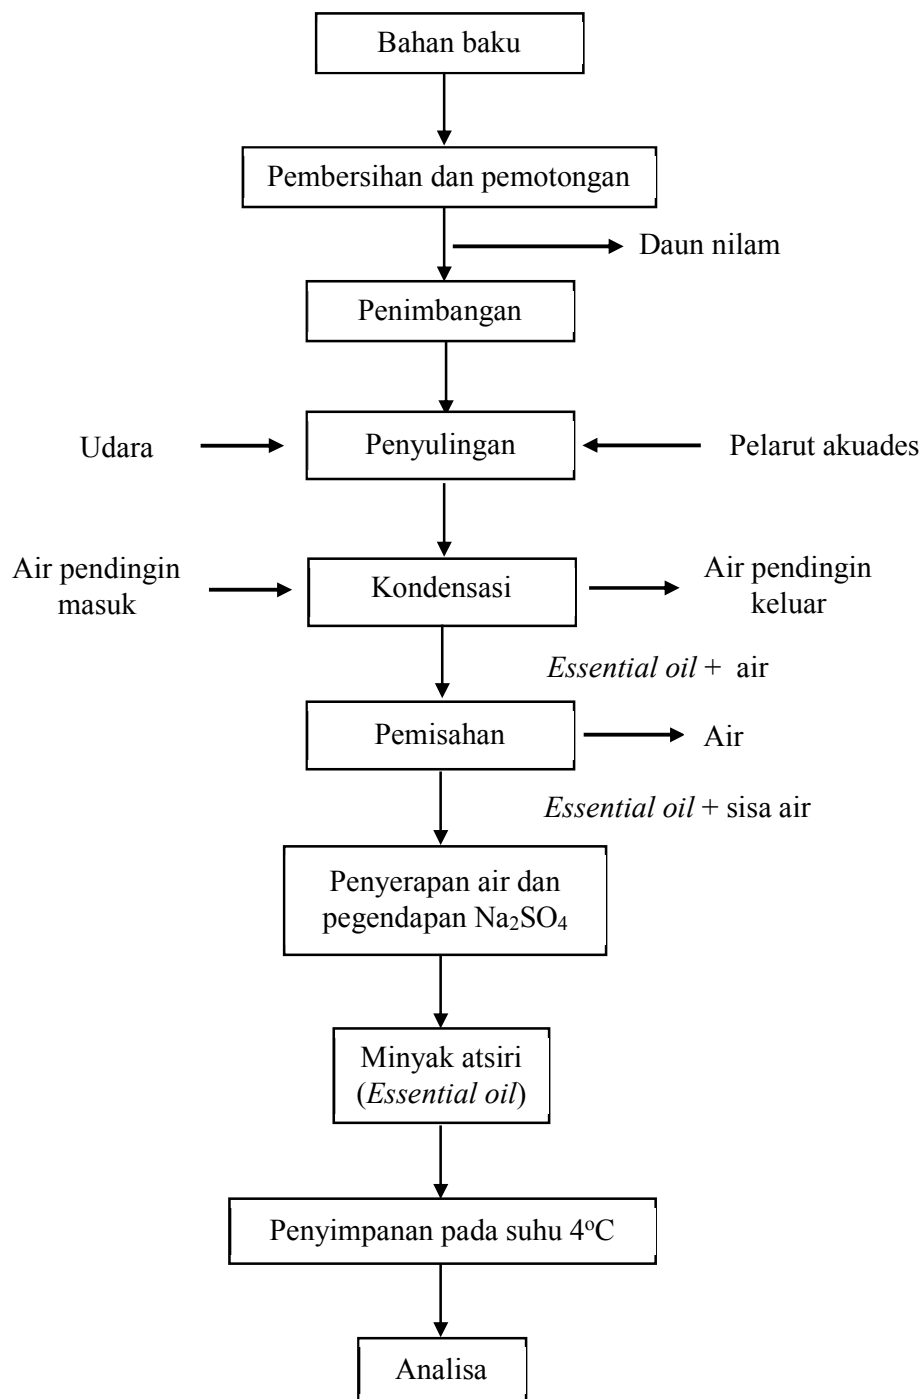 Bahan baku
Pembersihan dan pemotongan
Daun nilam
Penimbangan
Udara
Penyulingan
Pelarut akuades
Air pendingin
masuk
Kondensasi
Air pendingin
keluar
Essential oil + air
Pemisahan
Air
Essential oil + sisa air
Penyerapan air dan
pegendapan Na₂SO₄
Minyak atsiri
(Essential oil)
Penyimpanan pada suhu 4ºC
Analisa